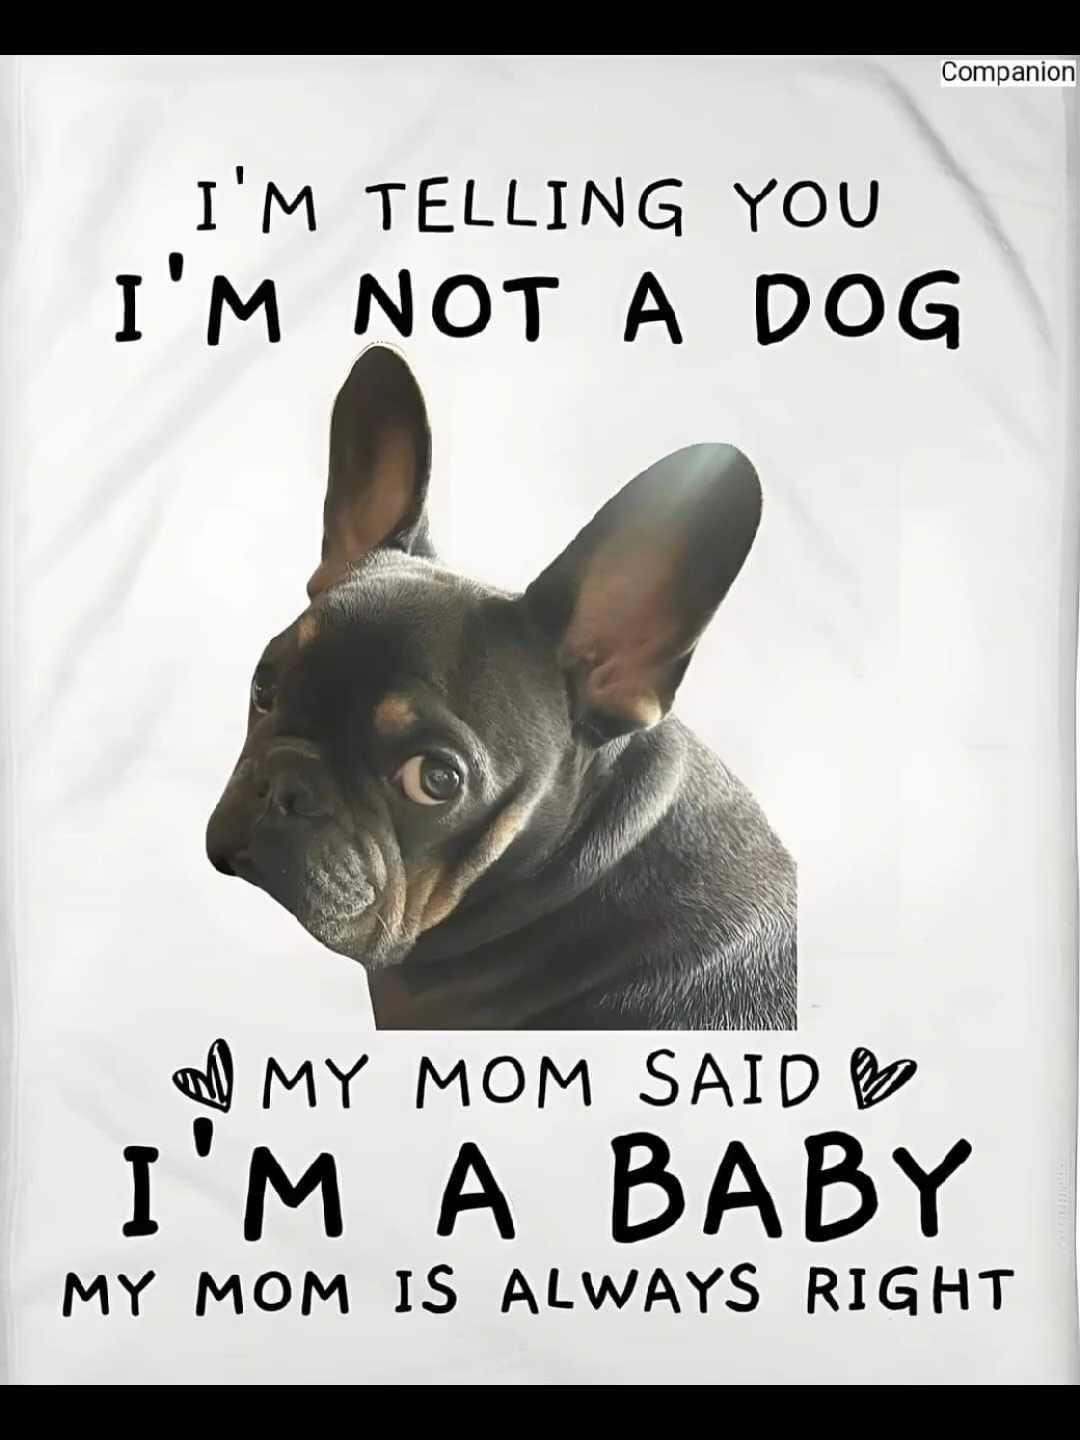 Companion
I'M TELLING YOU
I'M NOT A DOG
MY MOM SAID
I'M A BABY
MY MOM IS ALWAYS RIGHT